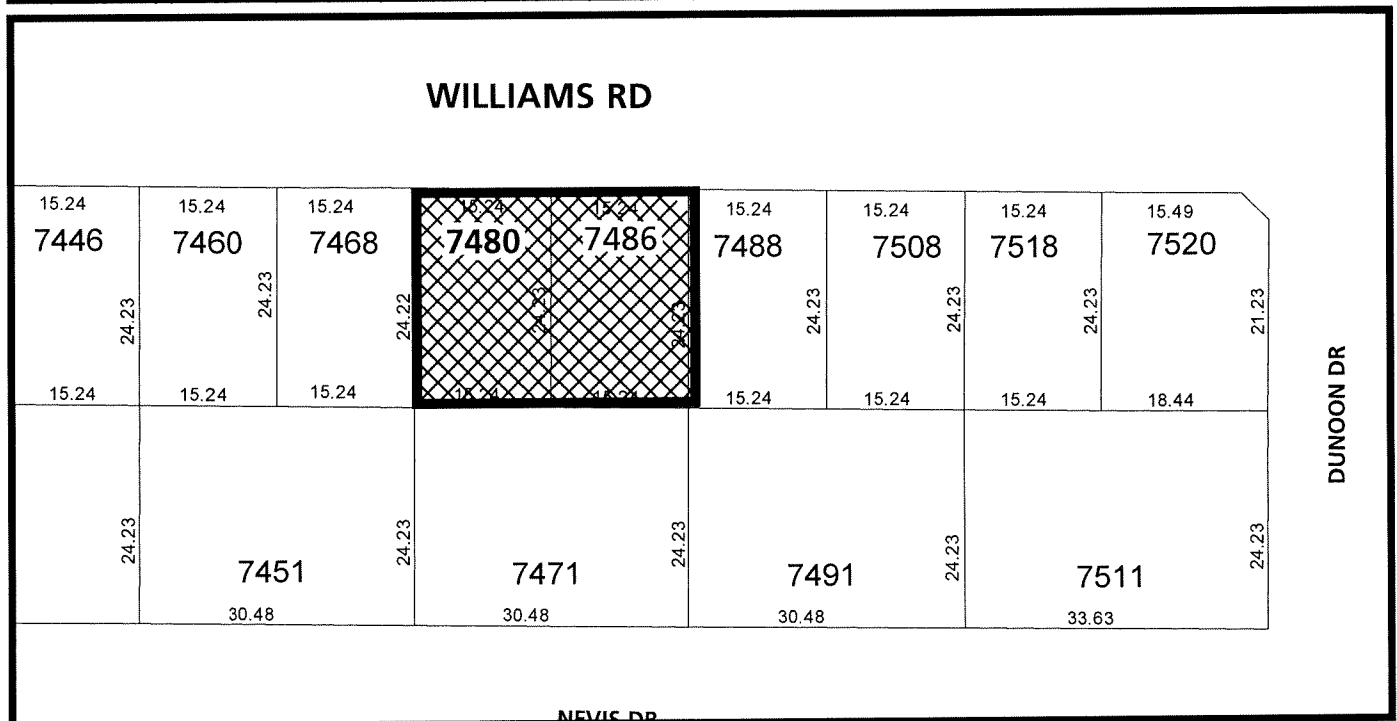 WILLIAMS RD
15.24 15.24 15.24 15.24 15.24 15.24 15.24 15.24 15.49
7446 7460 7468 7480 7486 7488 7508 7518 7520
24.23 24.23 24.22 24.23 24.23 24.23 24.23 24.23 21.23
15.24 15.24 15.24 15.24 15.24 15.24 15.24 15.24 18.44
DUNOON DR
24.23 24.23 24.23 24.23 24.23
7451 7471 7491 7511
30.48 30.48 30.48 33.63
NEVIS DR